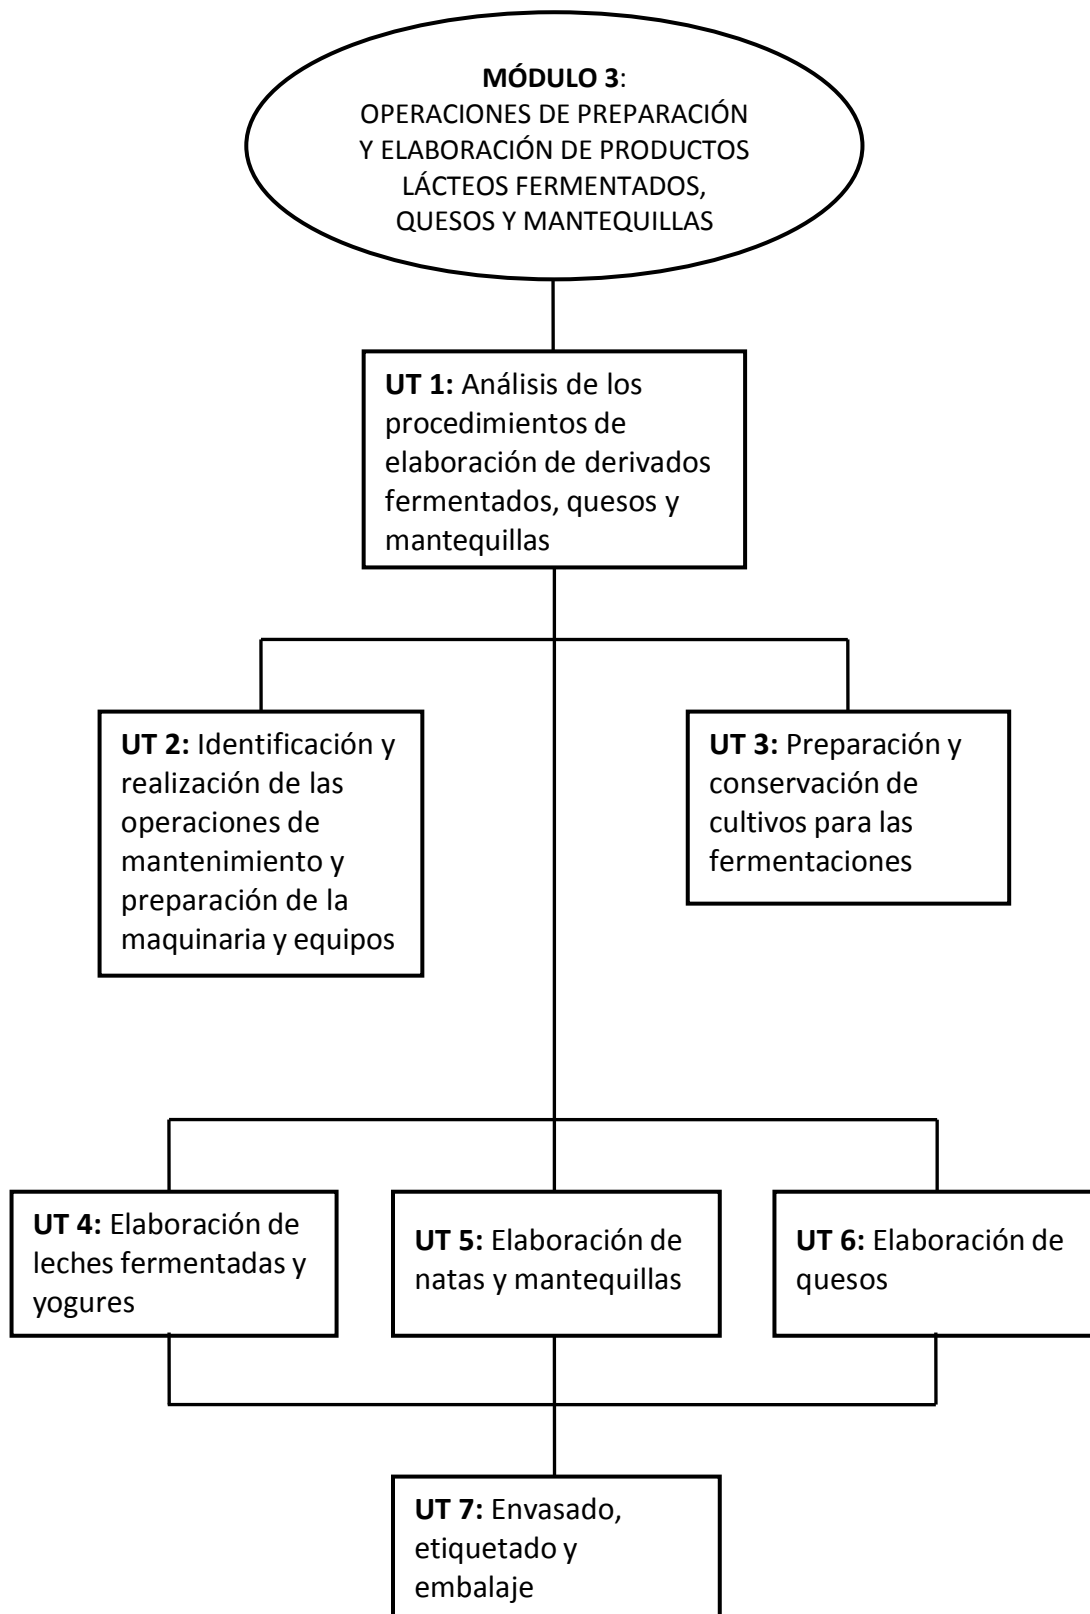 MÓDULO 3:
OPERACIONES DE PREPARACIÓN
Y ELABORACIÓN DE PRODUCTOS
LÁCTEOS FERMENTADOS,
QUESOS Y MANTEQUILLAS
UT 1: Análisis de los
procedimientos de
elaboración de derivados
fermentados, quesos y
mantequillas
UT 2: Identificación y
realización de las
operaciones de
mantenimiento y
preparación de la
maquinaria y equipos
UT 3: Preparación y
conservación de
cultivos para las
fermentaciones
UT 4: Elaboración de
leches fermentadas y
yogures
UT 5: Elaboración de
natas y mantequillas
UT 6: Elaboración de
quesos
UT 7: Envasado,
etiquetado y
embalaje